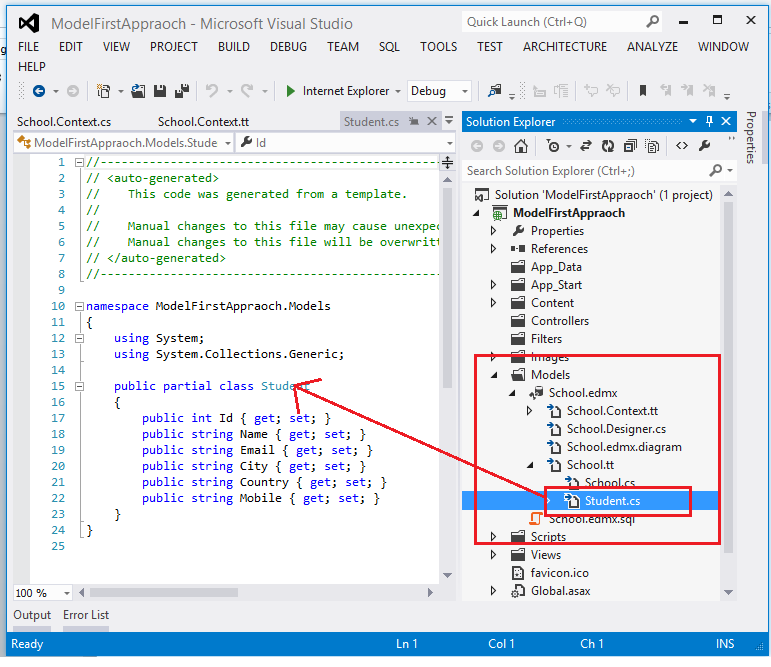 ModelFirstAppraoch - Microsoft Visual Studio
Quick Launch (Ctrl+Q)
FILE EDIT VIEW PROJECT BUILD DEBUG TEAM SQL TOOLS TEST ARCHITECTURE ANALYZE WINDOW
HELP
Internet Explorer Debug
School.Context.cs School.Context.tt Student.cs
ModelFirstAppraoch.Models.Stude Id
1 //--------------------------------------------------
2 // <auto-generated>
3 // This code was generated from a template.
4 //
5 // Manual changes to this file may cause unexpec
6 // Manual changes to this file will be overwritt
7 // </auto-generated>
8 //--------------------------------------------------
9
10 namespace ModelFirstAppraoch.Models
11 {
12 using System;
13 using System.Collections.Generic;
14
15 public partial class Student
16 {
17 public int Id { get; set; }
18 public string Name { get; set; }
19 public string Email { get; set; }
20 public string City { get; set; }
21 public string Country { get; set; }
22 public string Mobile { get; set; }
23 }
24 }
25
100 %
Solution Explorer
Search Solution Explorer (Ctrl+;)
Solution 'ModelFirstAppraoch' (1 project)
ModelFirstAppraoch
Properties
References
App_Data
App_Start
Content
Controllers
Filters
Images
Models
School.edmx
School.Context.tt
School.Designer.cs
School.edmx.diagram
School.tt
School.cs
Student.cs
School.edmx.sql
Scripts
Views
favicon.ico
Global.asax
Properties
Output Error List
Ready Ln 1 Col 1 Ch 1 INS